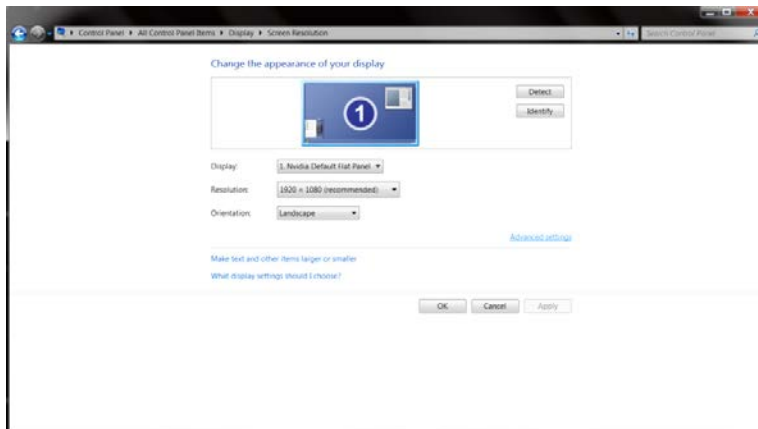 Control Panel ▸ All Control Panel Items ▸ Display ▸ Screen Resolution
Search Control Panel
Change the appearance of your display
1
Detect
Identify
Display: 1. Nvidia Default Flat Panel
Resolution: 1920 × 1080 (recommended)
Orientation: Landscape
Advanced settings
Make text and other items larger or smaller
What display settings should I choose?
OK Cancel Apply